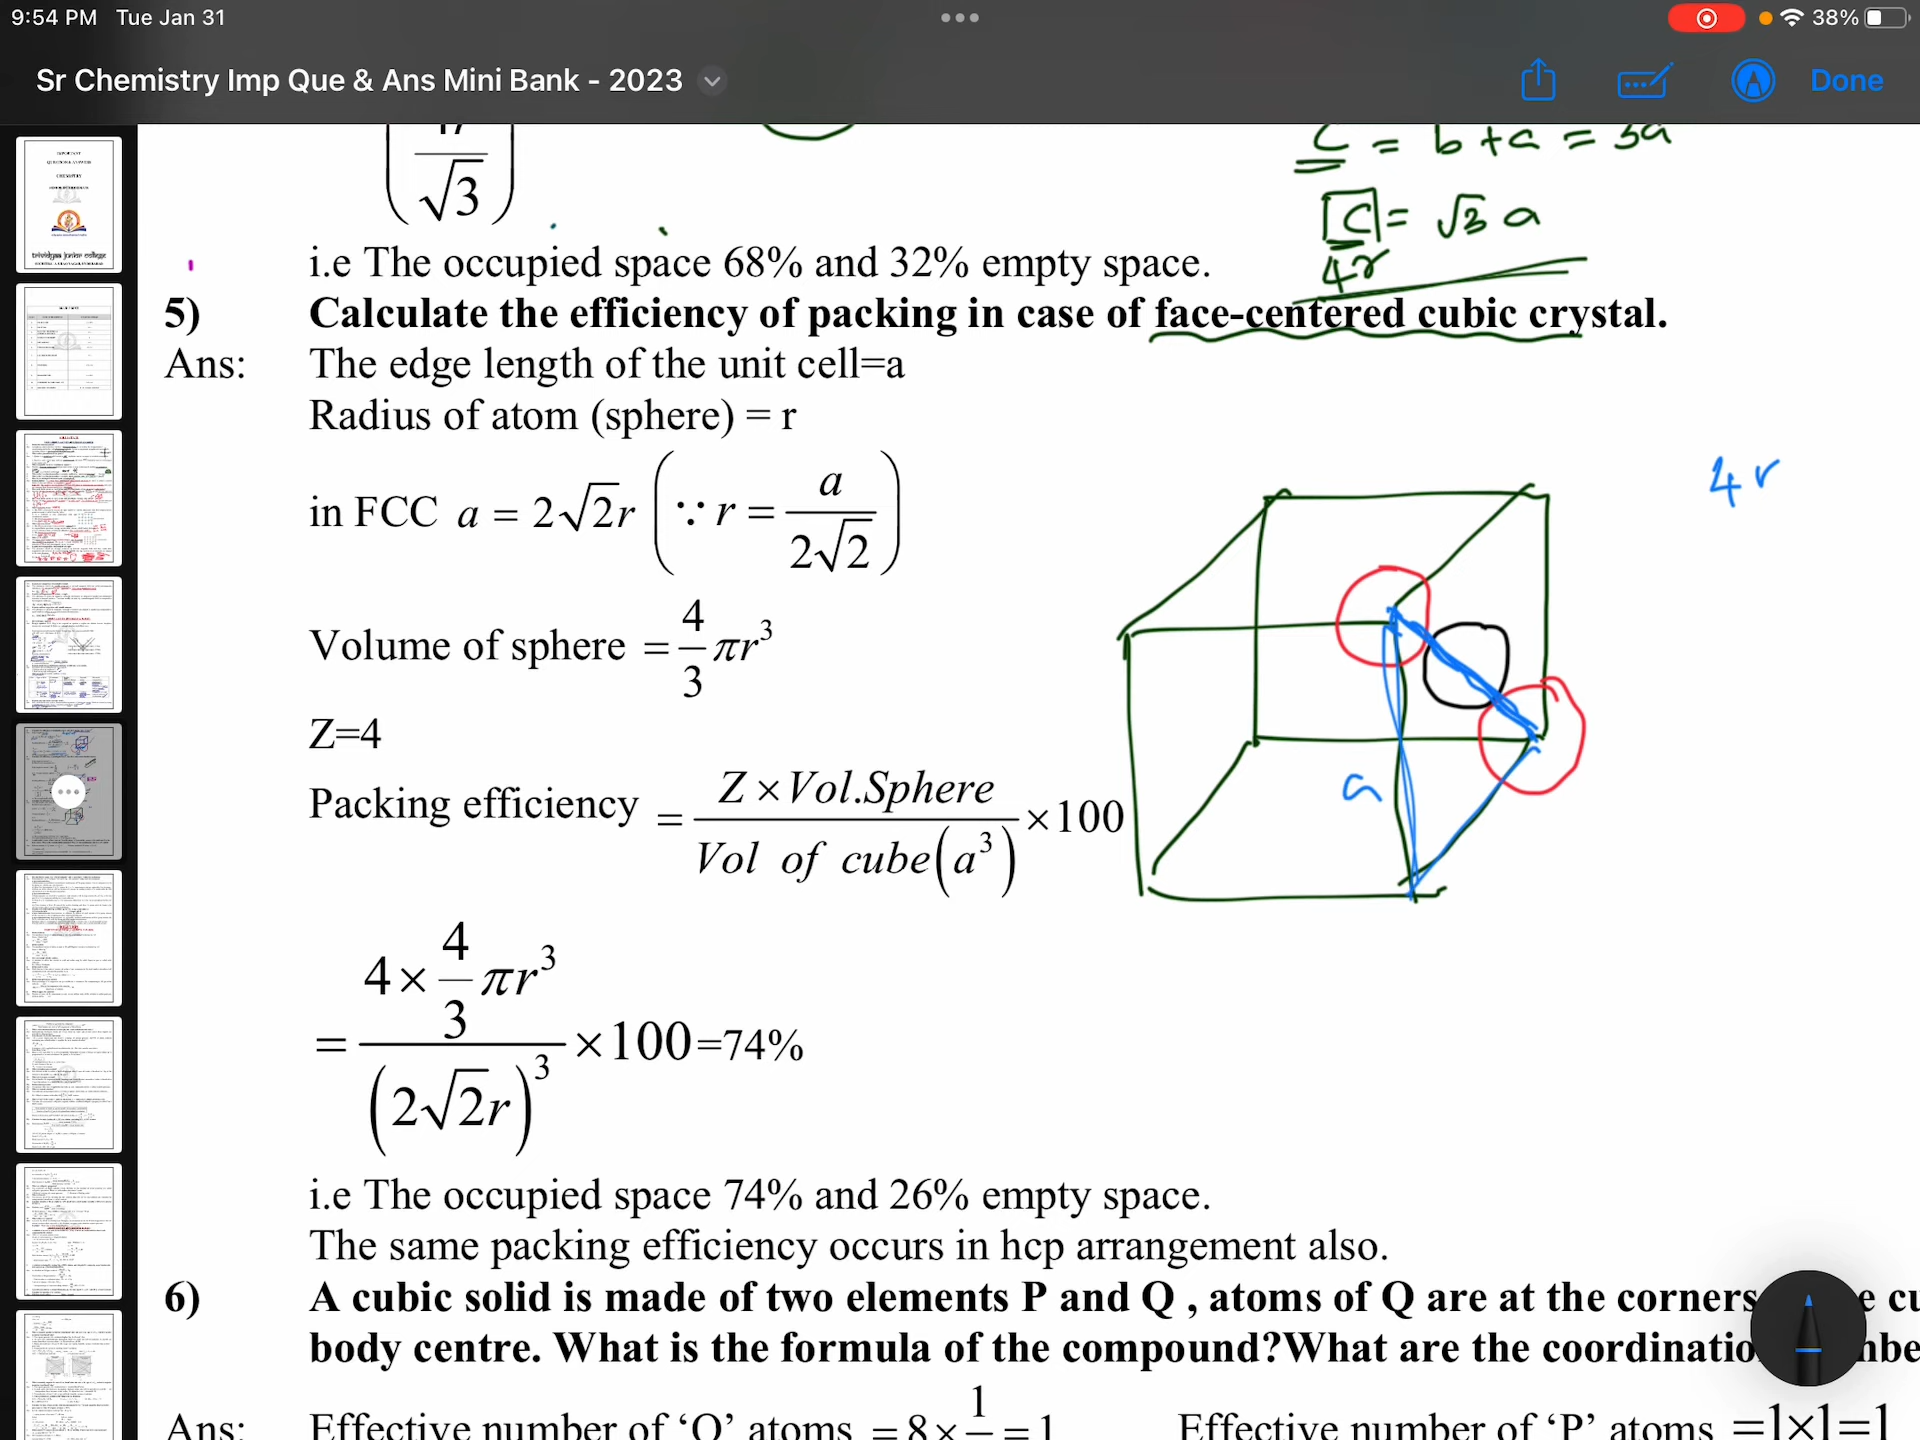 9:54 PM Tue Jan 31
38%
Sr Chemistry Imp Que & Ans Mini Bank - 2023
Done
√3
C = b + a = 3a
C = √3 a
4r
i.e The occupied space 68% and 32% empty space.
5) Calculate the efficiency of packing in case of face-centered cubic crystal.
Ans: The edge length of the unit cell=a
Radius of atom (sphere) = r
4r
in FCC a = 2√2r (∵ r = a/2√2)
Volume of sphere = 4/3 πr³
Z=4
Packing efficiency = Z×Vol.Sphere / Vol of cube(a³) ×100
a
= 4× 4/3 πr³ / (2√2r)³ ×100=74%
i.e The occupied space 74% and 26% empty space.
The same packing efficiency occurs in hcp arrangement also.
6) A cubic solid is made of two elements P and Q , atoms of Q are at the corners
body centre. What is the formula of the compound?What are the
Ans: Effective number of ‘Q’ atoms = 8× 1 = 1 Effective number of ‘P’ atoms =1×1=1
trividyaa junior college